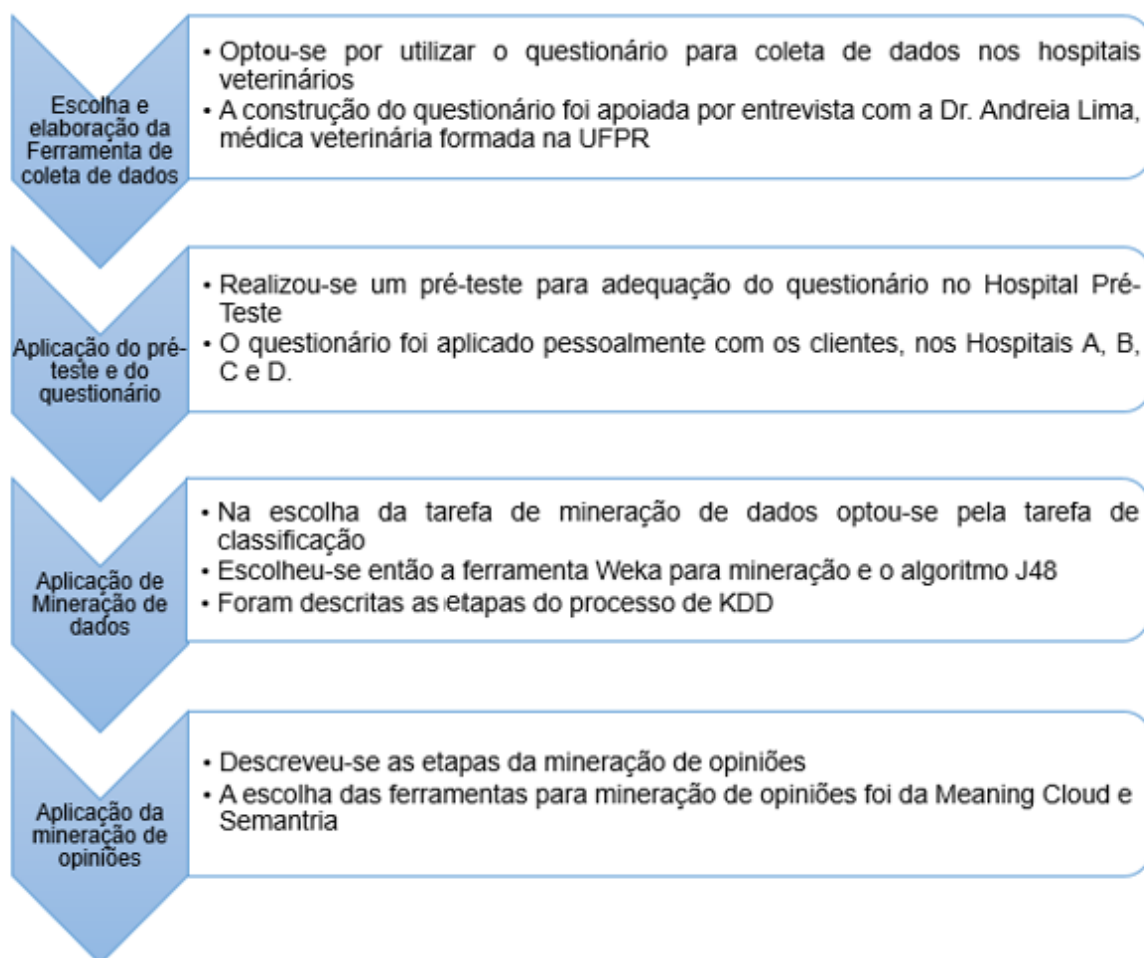 Escolha e
elaboração da
Ferramenta de
coleta de dados
• Optou-se por utilizar o questionário para coleta de dados nos hospitais
veterinários
• A construção do questionário foi apoiada por entrevista com a Dr. Andreia Lima,
médica veterinária formada na UFPR
Aplicação do pré-
teste e do
questionário
• Realizou-se um pré-teste para adequação do questionário no Hospital Pré-
Teste
• O questionário foi aplicado pessoalmente com os clientes, nos Hospitais A, B,
C e D.
Aplicação de
Mineração de
dados
• Na escolha da tarefa de mineração de dados optou-se pela tarefa de
classificação
• Escolheu-se então a ferramenta Weka para mineração e o algoritmo J48
• Foram descritas as etapas do processo de KDD
Aplicação da
mineração de
opiniões
• Descreveu-se as etapas da mineração de opiniões
• A escolha das ferramentas para mineração de opiniões foi da Meaning Cloud e
Semantria